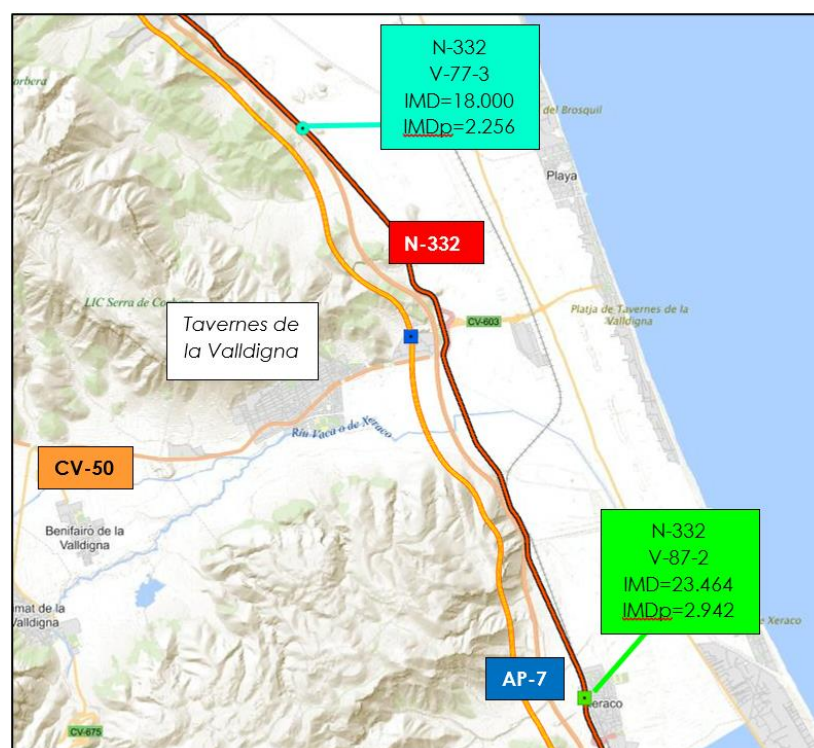 N-332
V-77-3
IMD=18.000
IMDp=2.256
del Brosquil
Playa
N-332
LIC Serra de Corbera
Tavernes de
la Valldigna
CV-603
Platja de Tavernes de la
Valldigna
Riu Vaca o de Xeraco
CV-50
Benifairó de la
Valldigna
N-332
V-87-2
IMD=23.464
IMDp=2.942
mat de la
Valldigna
de Xeraco
AP-7
Xeraco
CV-675